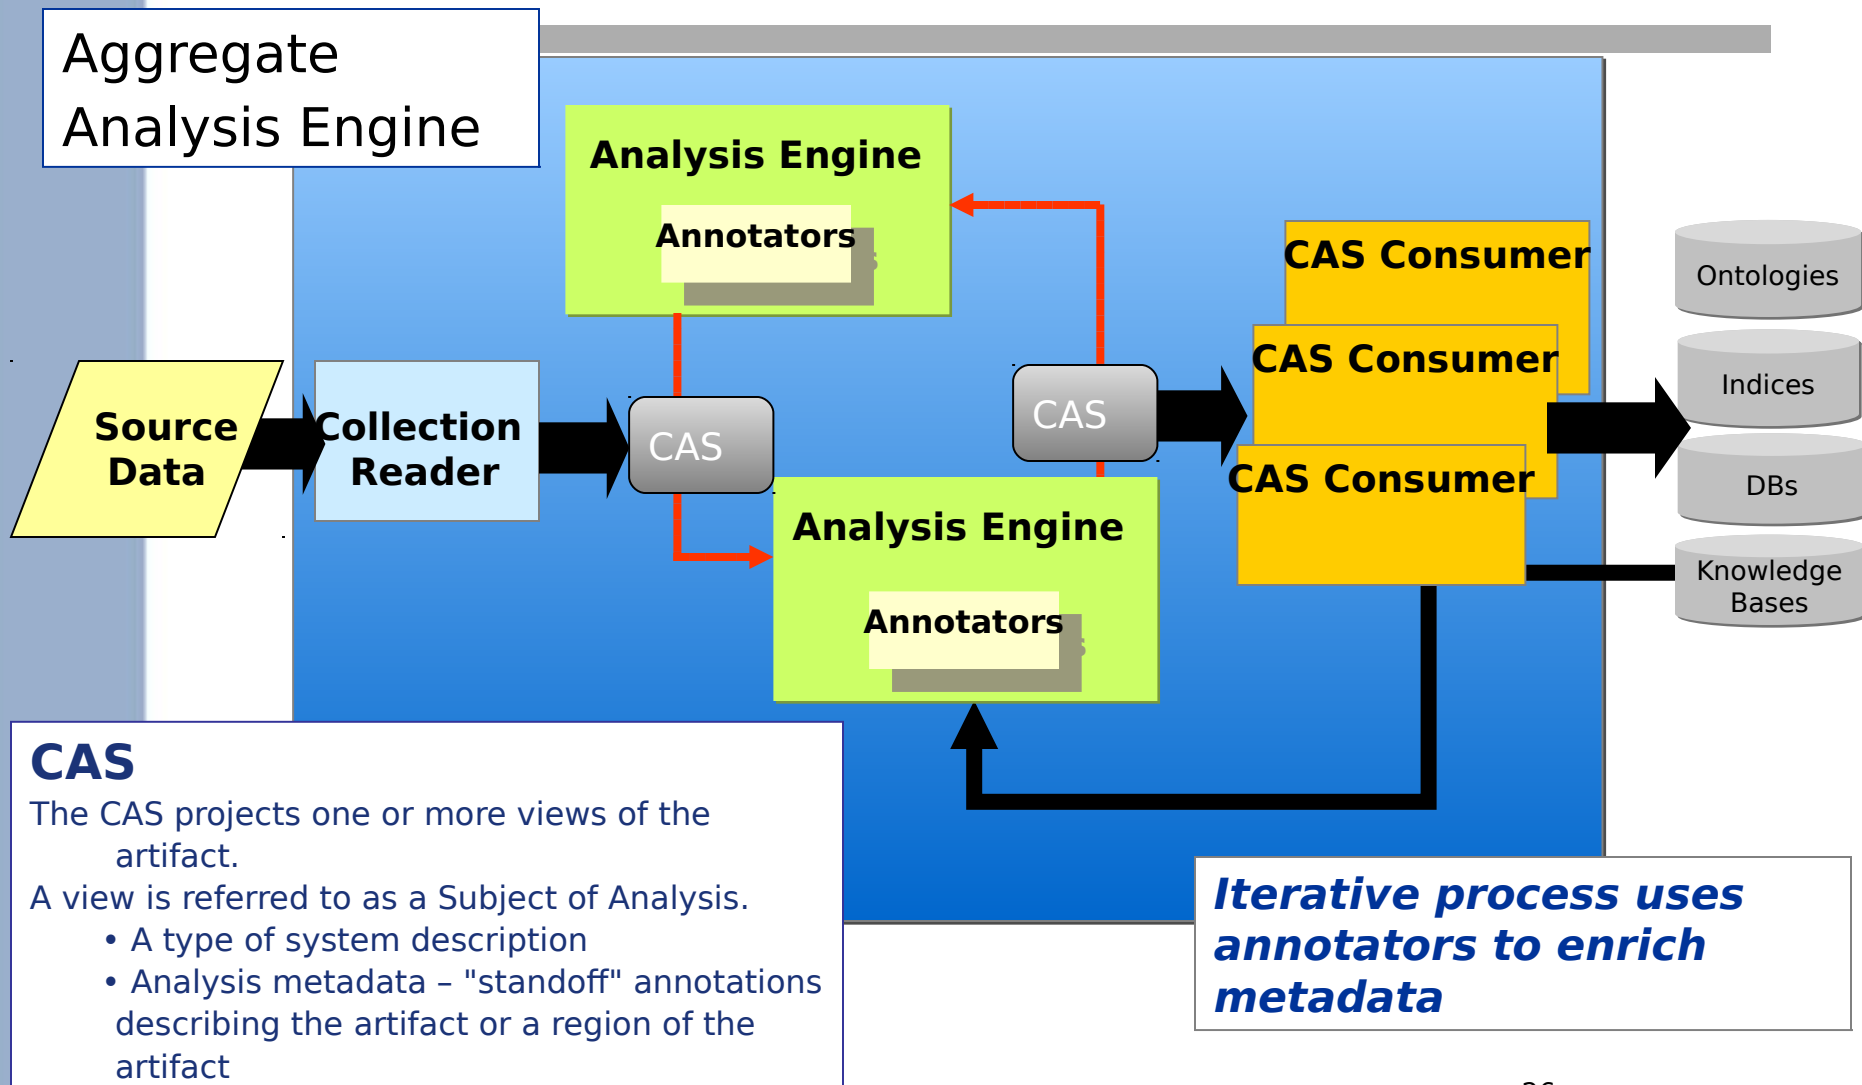 Aggregate
Analysis Engine
Analysis Engine
Annotators
CAS Consumer
Ontologies
CAS Consumer
Indices
Source
Data
Collection
Reader
CAS
CAS
CAS Consumer
DBs
Analysis Engine
Annotators
Knowledge
Bases
CAS
The CAS projects one or more views of the
artifact.
A view is referred to as a Subject of Analysis.
• A type of system description
• Analysis metadata – "standoff" annotations
describing the artifact or a region of the
artifact
Iterative process uses
annotators to enrich
metadata